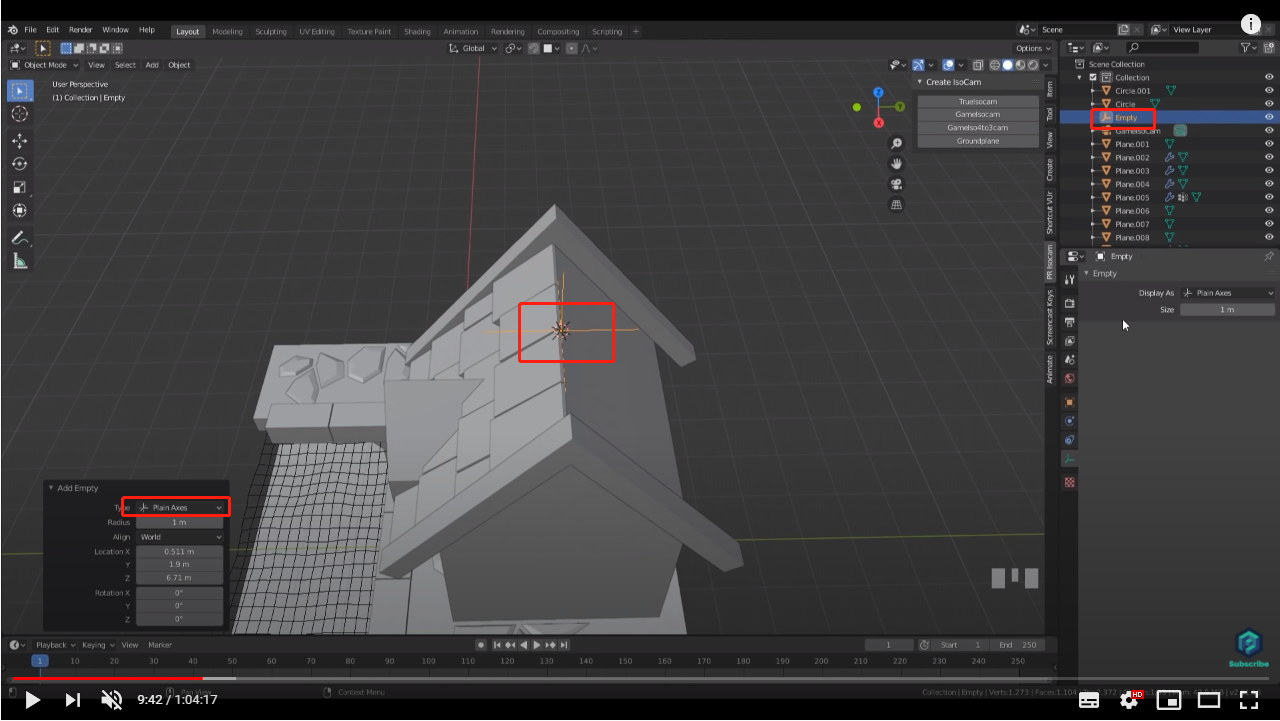 File Edit Render Window Help Layout Modeling Sculpting UV Editing Texture Paint Shading Animation Rendering Compositing Scripting + Scene View Layer
Global Options
Object Mode View Select Add Object
User Perspective
(1) Collection | Empty
Create IsoCam
TrueIsocam
GameIsocam
GameIso4to3cam
Groundplane
Z
Y
X
Item
Tool
View
Create
Shortcut VUr
PR Isocam
Screencast Keys
Animate
Scene Collection
Collection
Circle.001
Circle
Empty
GameIsoCam
Plane.001
Plane.002
Plane.003
Plane.004
Plane.005
Plane.006
Plane.007
Plane.008
Empty
Empty
Display As Plain Axes
Size 1 m
Add Empty
Type Plain Axes
Radius 1 m
Align World
Location X 0.511 m
Y 1.9 m
Z 6.71 m
Rotation X 0°
Y 0°
Z 0°
Playback Keying View Marker 1 Start 1 End 250
1 10 20 30 40 50 60 70 80 90 100 110 120 130 140 150 160 170 180 190 200 210 220 230 240 250
Subscribe
Pan View Context Menu Collection | Empty | Verts:1,273 | Faces:1,104
9:42 / 1:04:17 HD